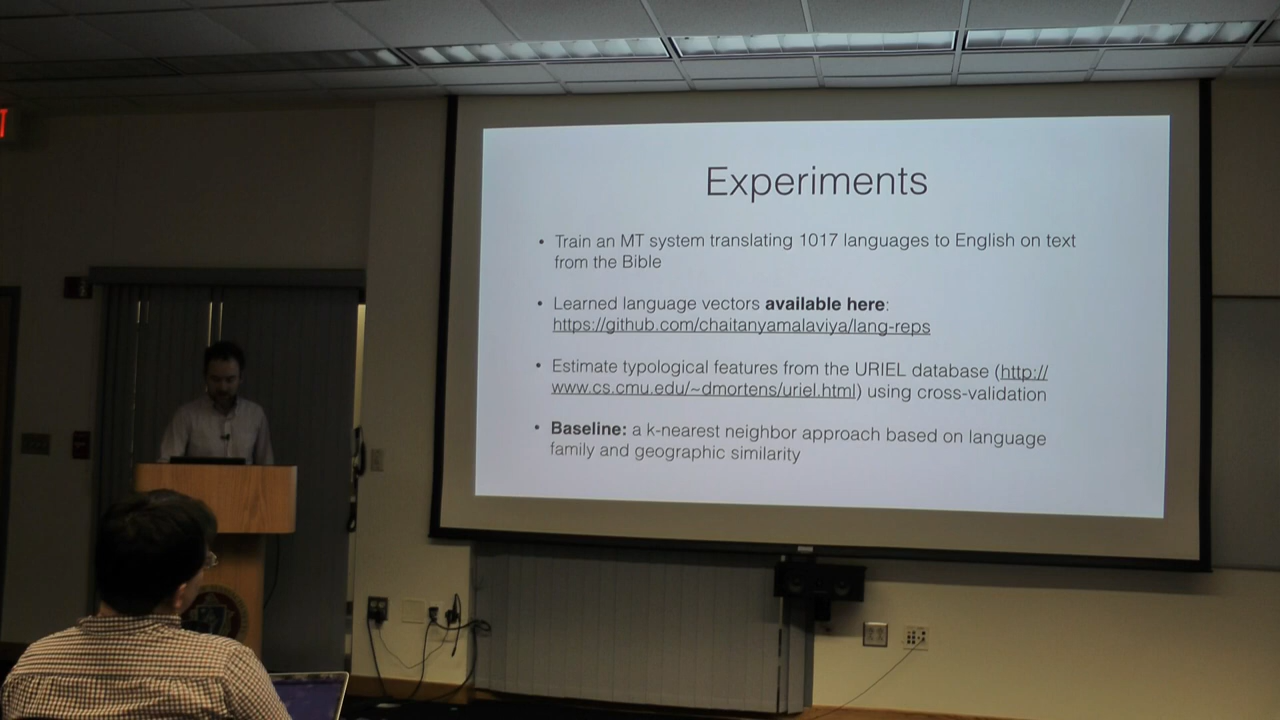 Experiments
• Train an MT system translating 1017 languages to English on text
from the Bible
• Learned language vectors available here:
https://github.com/chaitanyamalaviya/lang-reps
• Estimate typological features from the URIEL database (http://
www.cs.cmu.edu/~dmortens/uriel.html) using cross-validation
• Baseline: a k-nearest neighbor approach based on language
family and geographic similarity